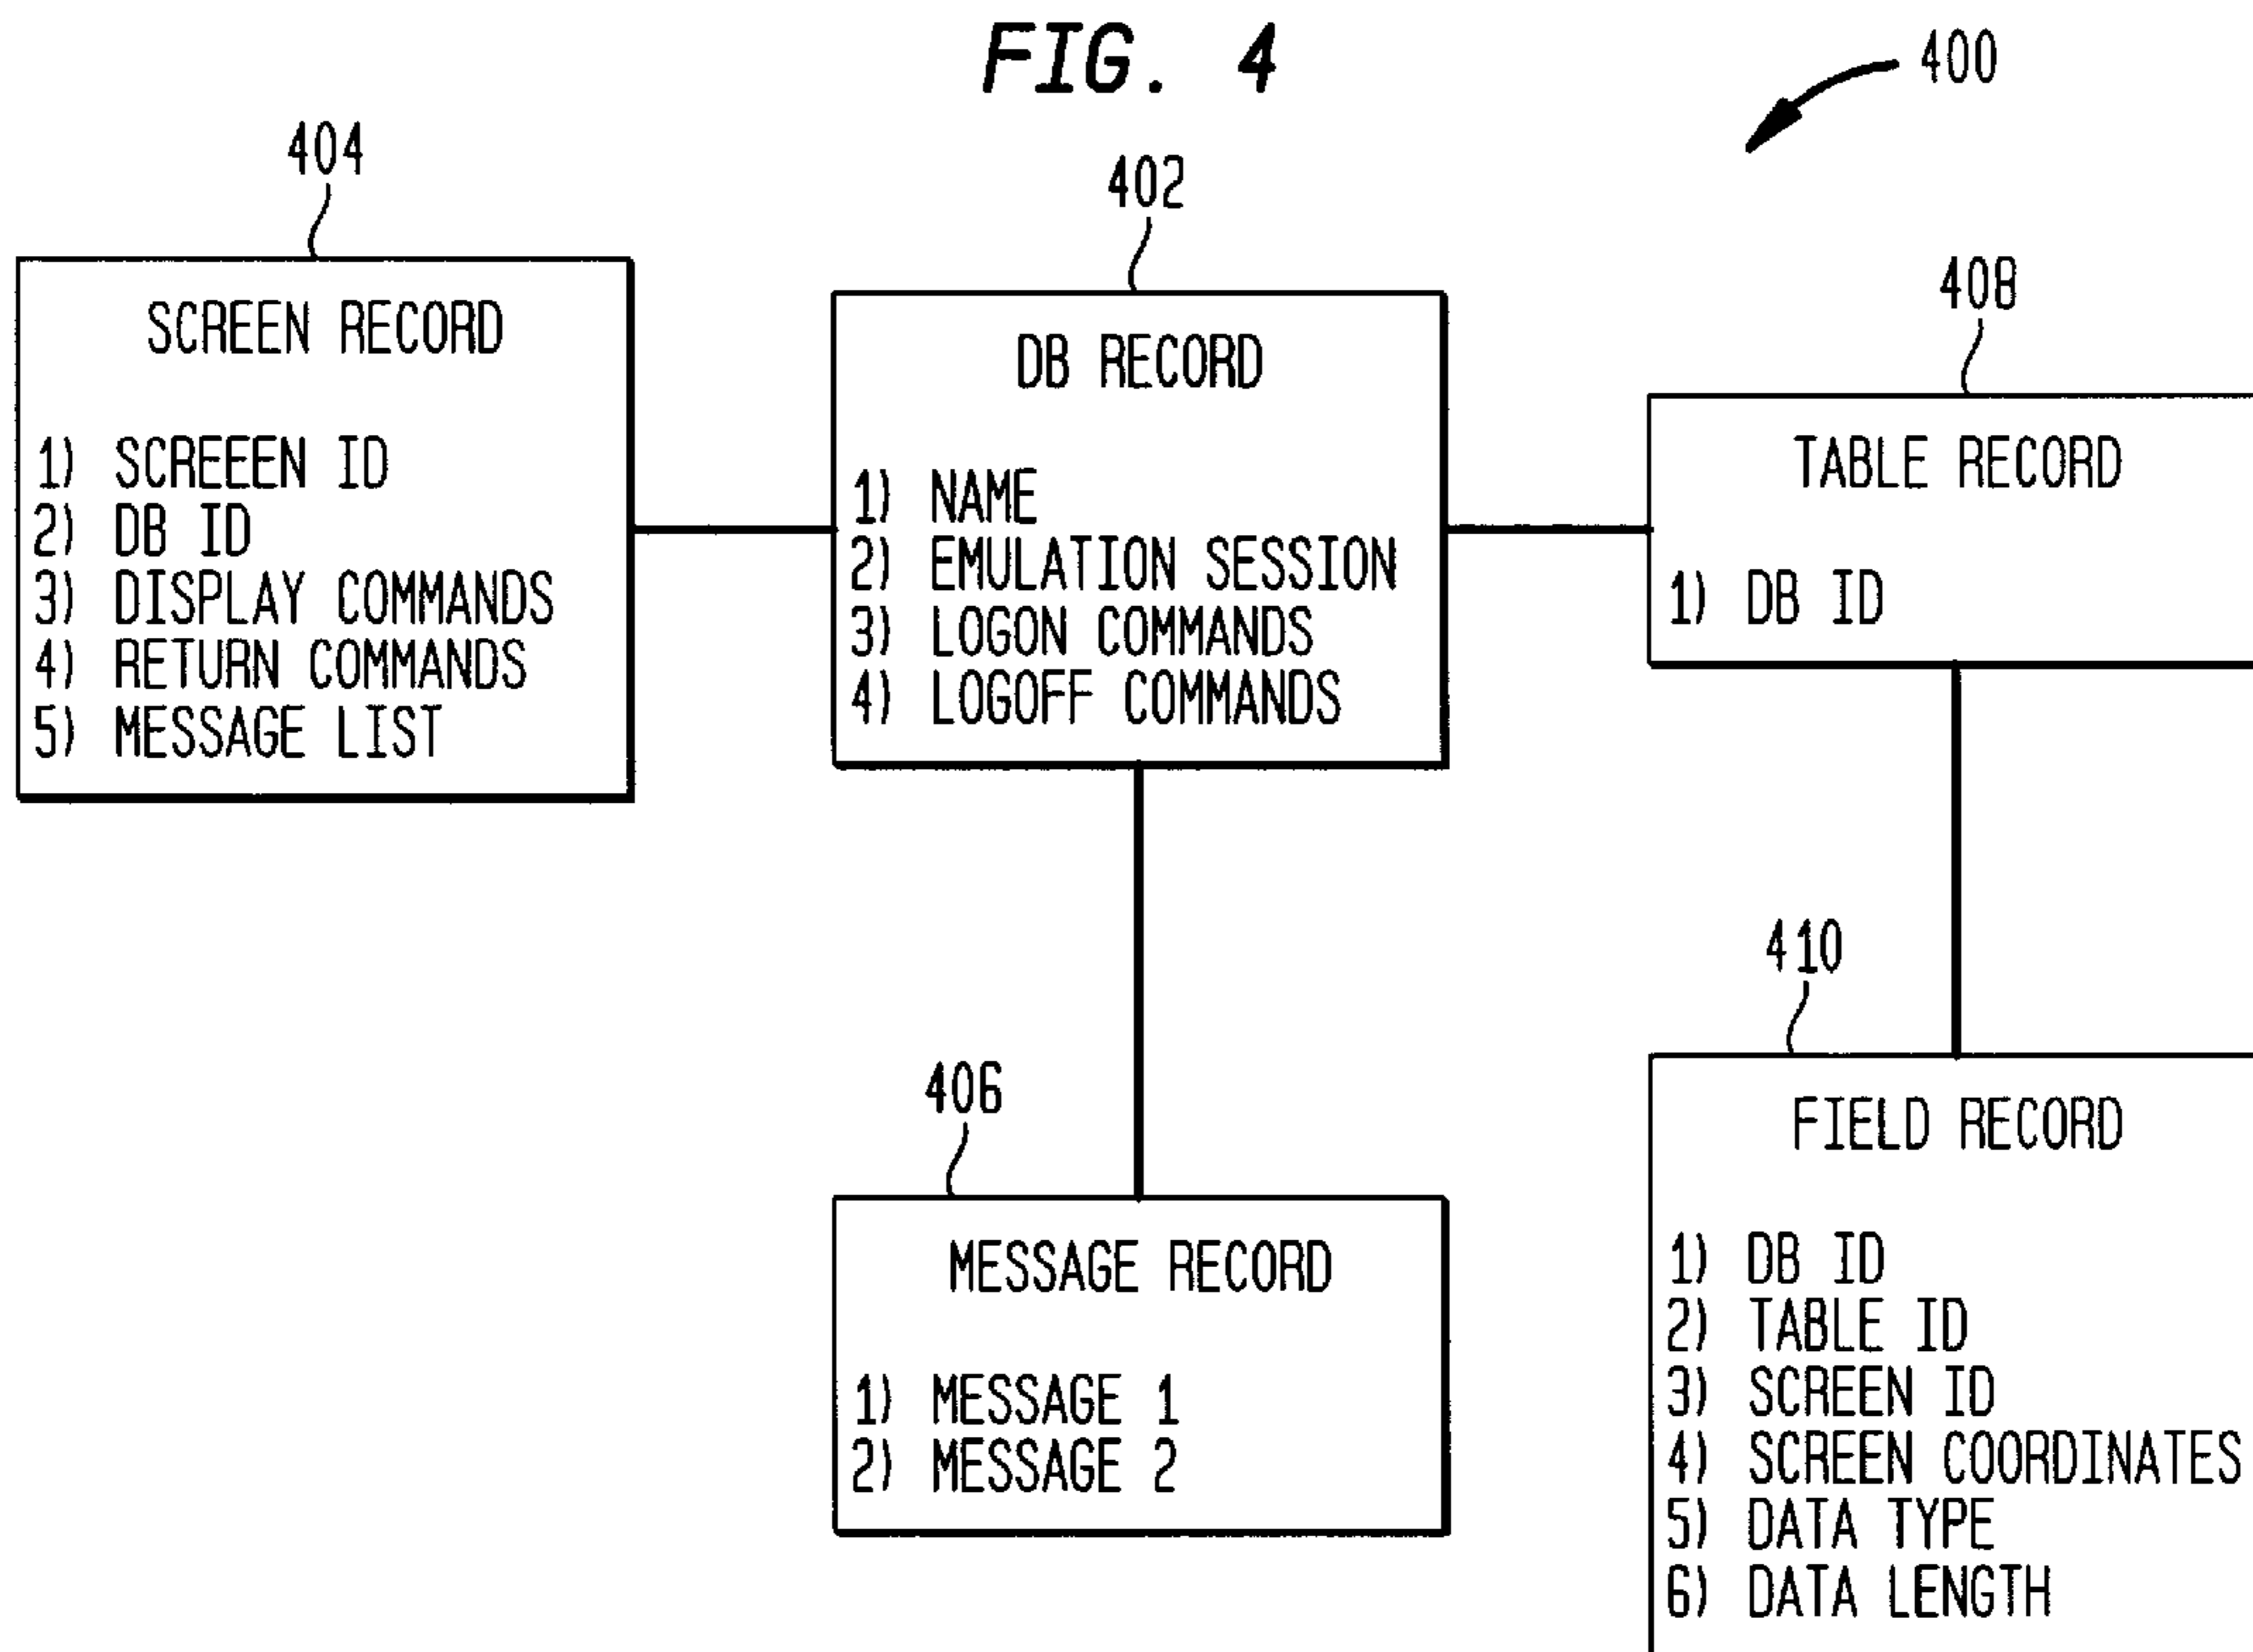 FIG. 4
400
404
SCREEN RECORD
1) SCREEEN ID
2) DB ID
3) DISPLAY COMMANDS
4) RETURN COMMANDS
5) MESSAGE LIST
402
DB RECORD
1) NAME
2) EMULATION SESSION
3) LOGON COMMANDS
4) LOGOFF COMMANDS
408
TABLE RECORD
1) DB ID
406
MESSAGE RECORD
1) MESSAGE 1
2) MESSAGE 2
410
FIELD RECORD
1) DB ID
2) TABLE ID
3) SCREEN ID
4) SCREEN COORDINATES
5) DATA TYPE
6) DATA LENGTH